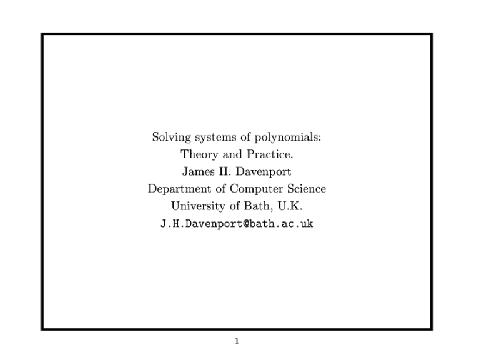 Solving systems of polynomials:
Theory and Practice.
James H. Davenport
Department of Computer Science
University of Bath, U.K.
J.H.Davenport@bath.ac.uk
1